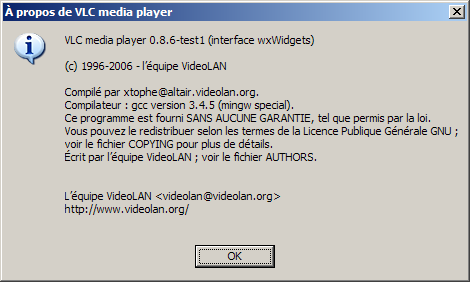 À propos de VLC media player
VLC media player 0.8.6-test1 (interface wxWidgets)
(c) 1996-2006 - l'équipe VideoLAN
Compilé par xtophe@altair.videolan.org.
Compilateur : gcc version 3.4.5 (mingw special).
Ce programme est fourni SANS AUCUNE GARANTIE, tel que permis par la loi.
Vous pouvez le redistribuer selon les termes de la Licence Publique Générale GNU ;
voir le fichier COPYING pour plus de détails.
Écrit par l'équipe VideoLAN ; voir le fichier AUTHORS.
L'équipe VideoLAN <videolan@videolan.org>
http://www.videolan.org/
OK